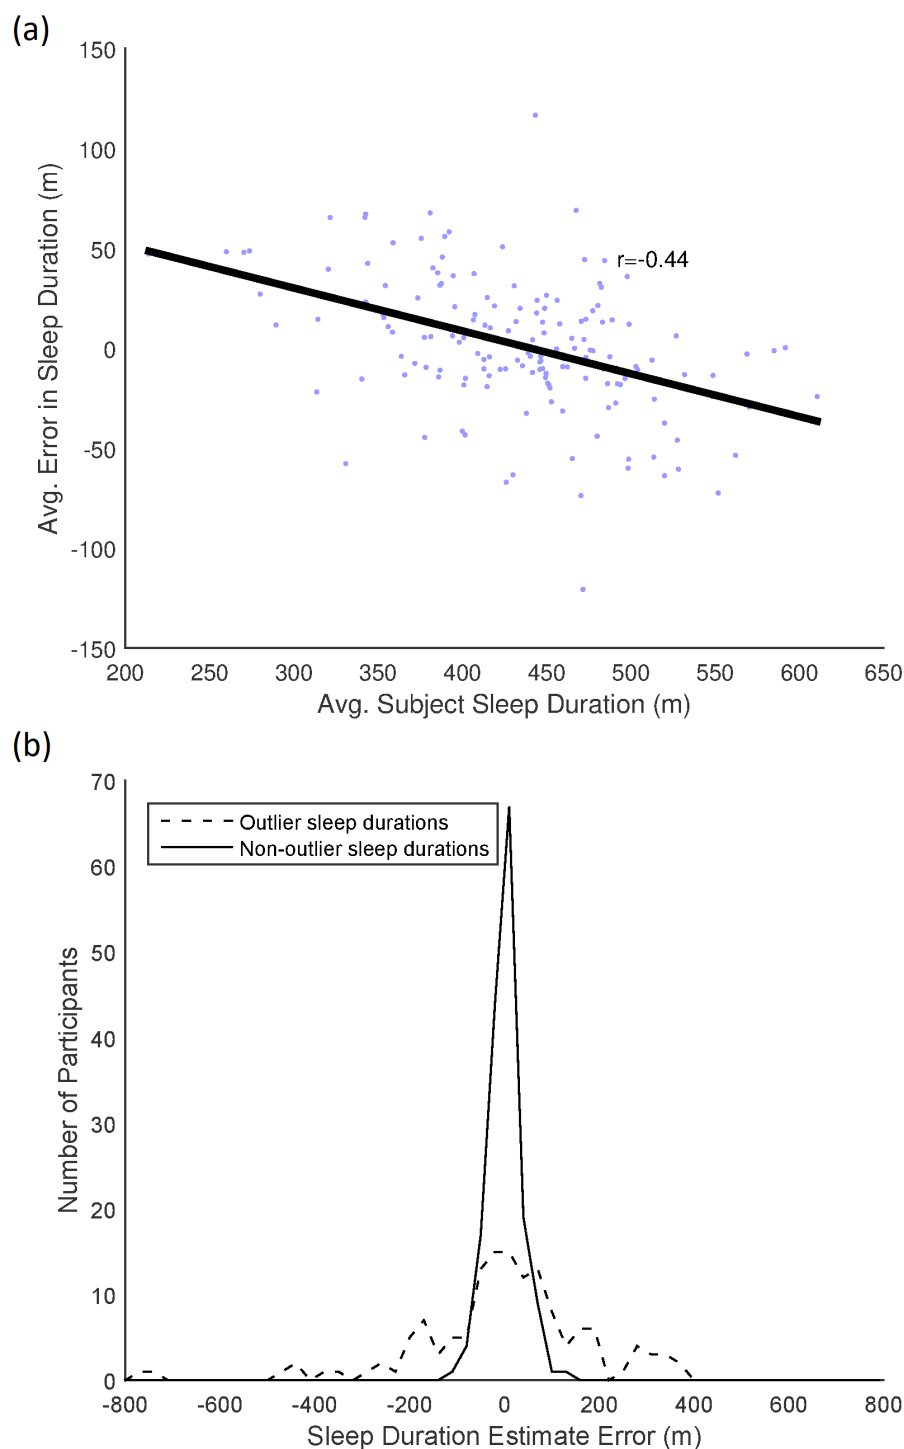 (a)
150
100
50
0
-50
-100
-150
Avg. Error in Sleep Duration (m)
r=-0.44
200 250 300 350 400 450 500 550 600 650
Avg. Subject Sleep Duration (m)
(b)
70
60
50
40
30
20
10
0
Number of Participants
Outlier sleep durations
Non-outlier sleep durations
-800 -600 -400 -200 0 200 400 600 800
Sleep Duration Estimate Error (m)